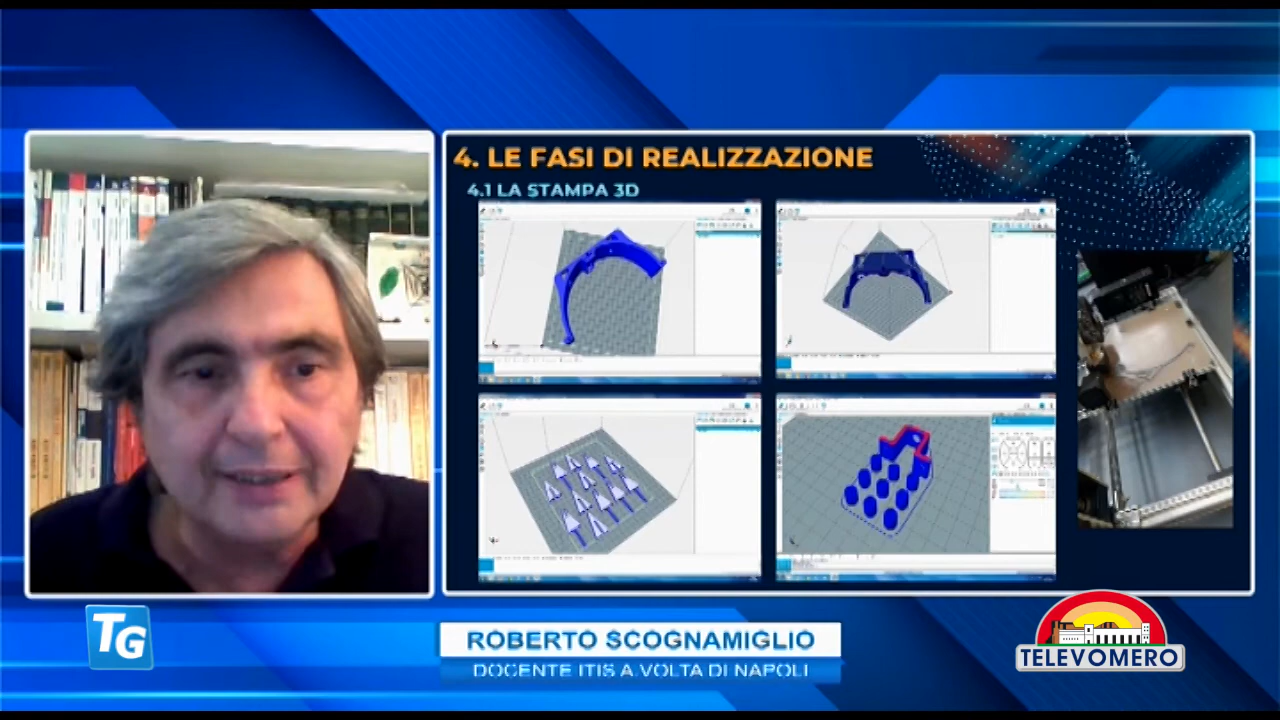 4. LE FASI DI REALIZZAZIONE
4.1 LA STAMPA 3D
TG
ROBERTO SCOGNAMIGLIO
DOCENTE ITIS A.VOLTA DI NAPOLI
TELEVOMERO